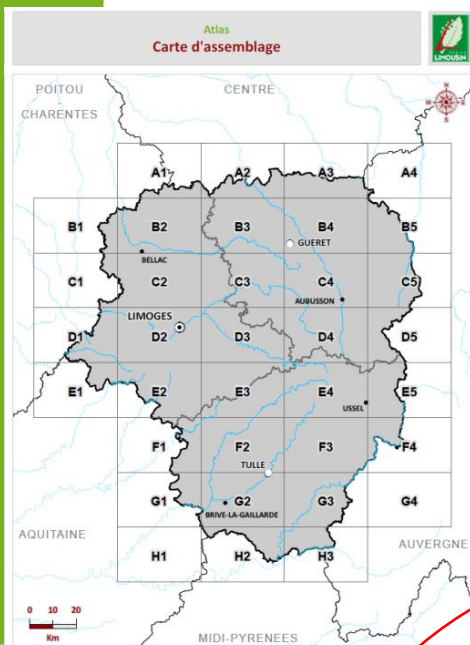 Atlas
Carte d'assemblage
LIMOUSIN
POITOU
CHARENTES
CENTRE
A1 A2 A3 A4
B1 B2 B3 B4 B5
GUERET
BELLAC
C1 C2 C3 C4 C5
AUBUSSON
LIMOGES
D1 D2 D3 D4 D5
E1 E2 E3 E4 E5
USSEL
F1 F2 F3 F4
TULLE
G1 G2 G3 G4
BRIVE-LA-GAILLARDE
AQUITAINE
AUVERGNE
H1 H2 H3
0 10 20
Km
MIDI-PYRENEES
N
W E
S